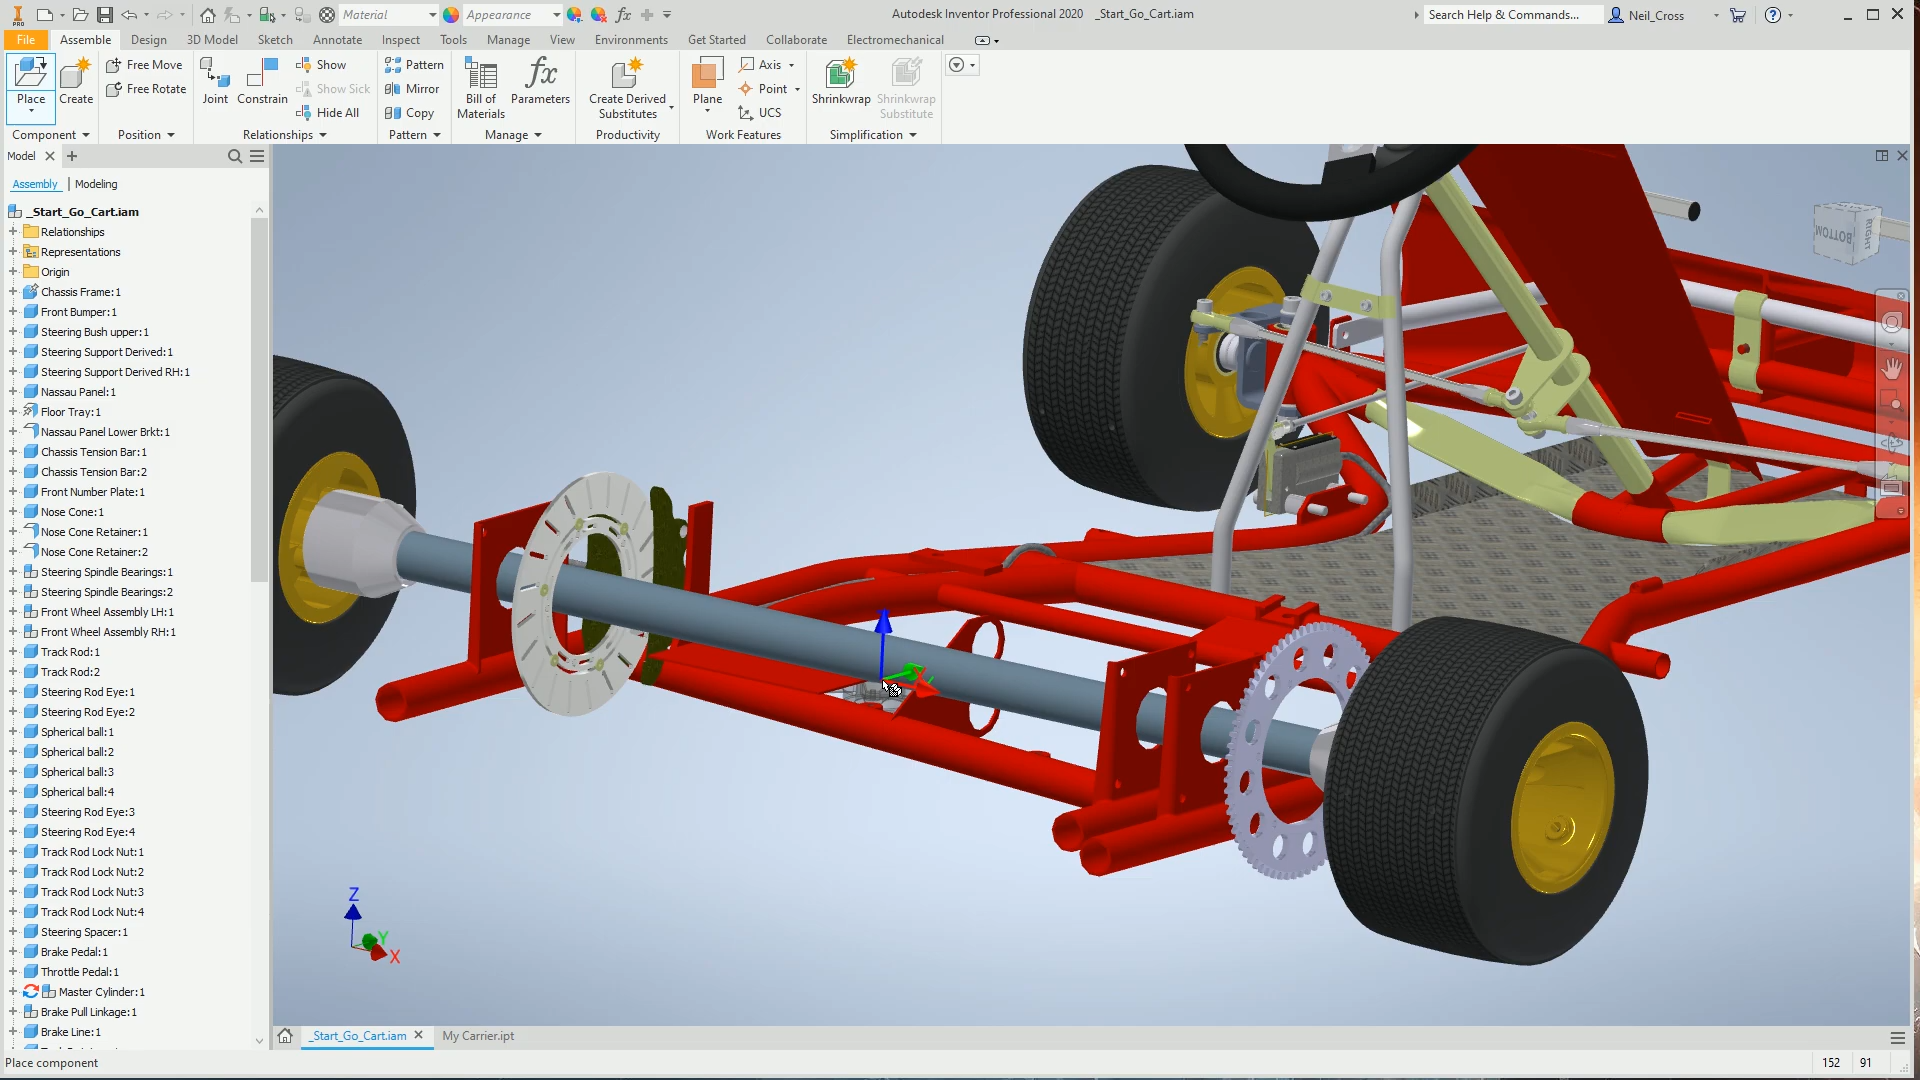 PRO
Material
Appearance
fx
Autodesk Inventor Professional 2020 _Start_Go_Cart.iam
Search Help & Commands...
Neil_Cross
?
File Assemble Design 3D Model Sketch Annotate Inspect Tools Manage View Environments Get Started Collaborate Electromechanical
Place
Create
Free Move
Free Rotate
Joint
Constrain
Show
Show Sick
Hide All
Pattern
Mirror
Copy
Bill of
Materials
fx
Parameters
Create Derived
Substitutes
Plane
Axis
Point
UCS
Shrinkwrap
Shrinkwrap
Substitute
Component Position Relationships Pattern Manage Productivity Work Features Simplification
Model
Assembly | Modeling
_Start_Go_Cart.iam
Relationships
Representations
Origin
Chassis Frame:1
Front Bumper:1
Steering Bush upper:1
Steering Support Derived:1
Steering Support Derived RH:1
Nassau Panel:1
Floor Tray:1
Nassau Panel Lower Brkt:1
Chassis Tension Bar:1
Chassis Tension Bar:2
Front Number Plate:1
Nose Cone:1
Nose Cone Retainer:1
Nose Cone Retainer:2
Steering Spindle Bearings:1
Steering Spindle Bearings:2
Front Wheel Assembly LH:1
Front Wheel Assembly RH:1
Track Rod:1
Track Rod:2
Steering Rod Eye:1
Steering Rod Eye:2
Spherical ball:1
Spherical ball:2
Spherical ball:3
Spherical ball:4
Steering Rod Eye:3
Steering Rod Eye:4
Track Rod Lock Nut:1
Track Rod Lock Nut:2
Track Rod Lock Nut:3
Track Rod Lock Nut:4
Steering Spacer:1
Brake Pedal:1
Throttle Pedal:1
Master Cylinder:1
Brake Pull Linkage:1
Brake Line:1
BOTTOM
RIGHT
Z
Y
X
_Start_Go_Cart.iam
My Carrier.ipt
Place component
152 91